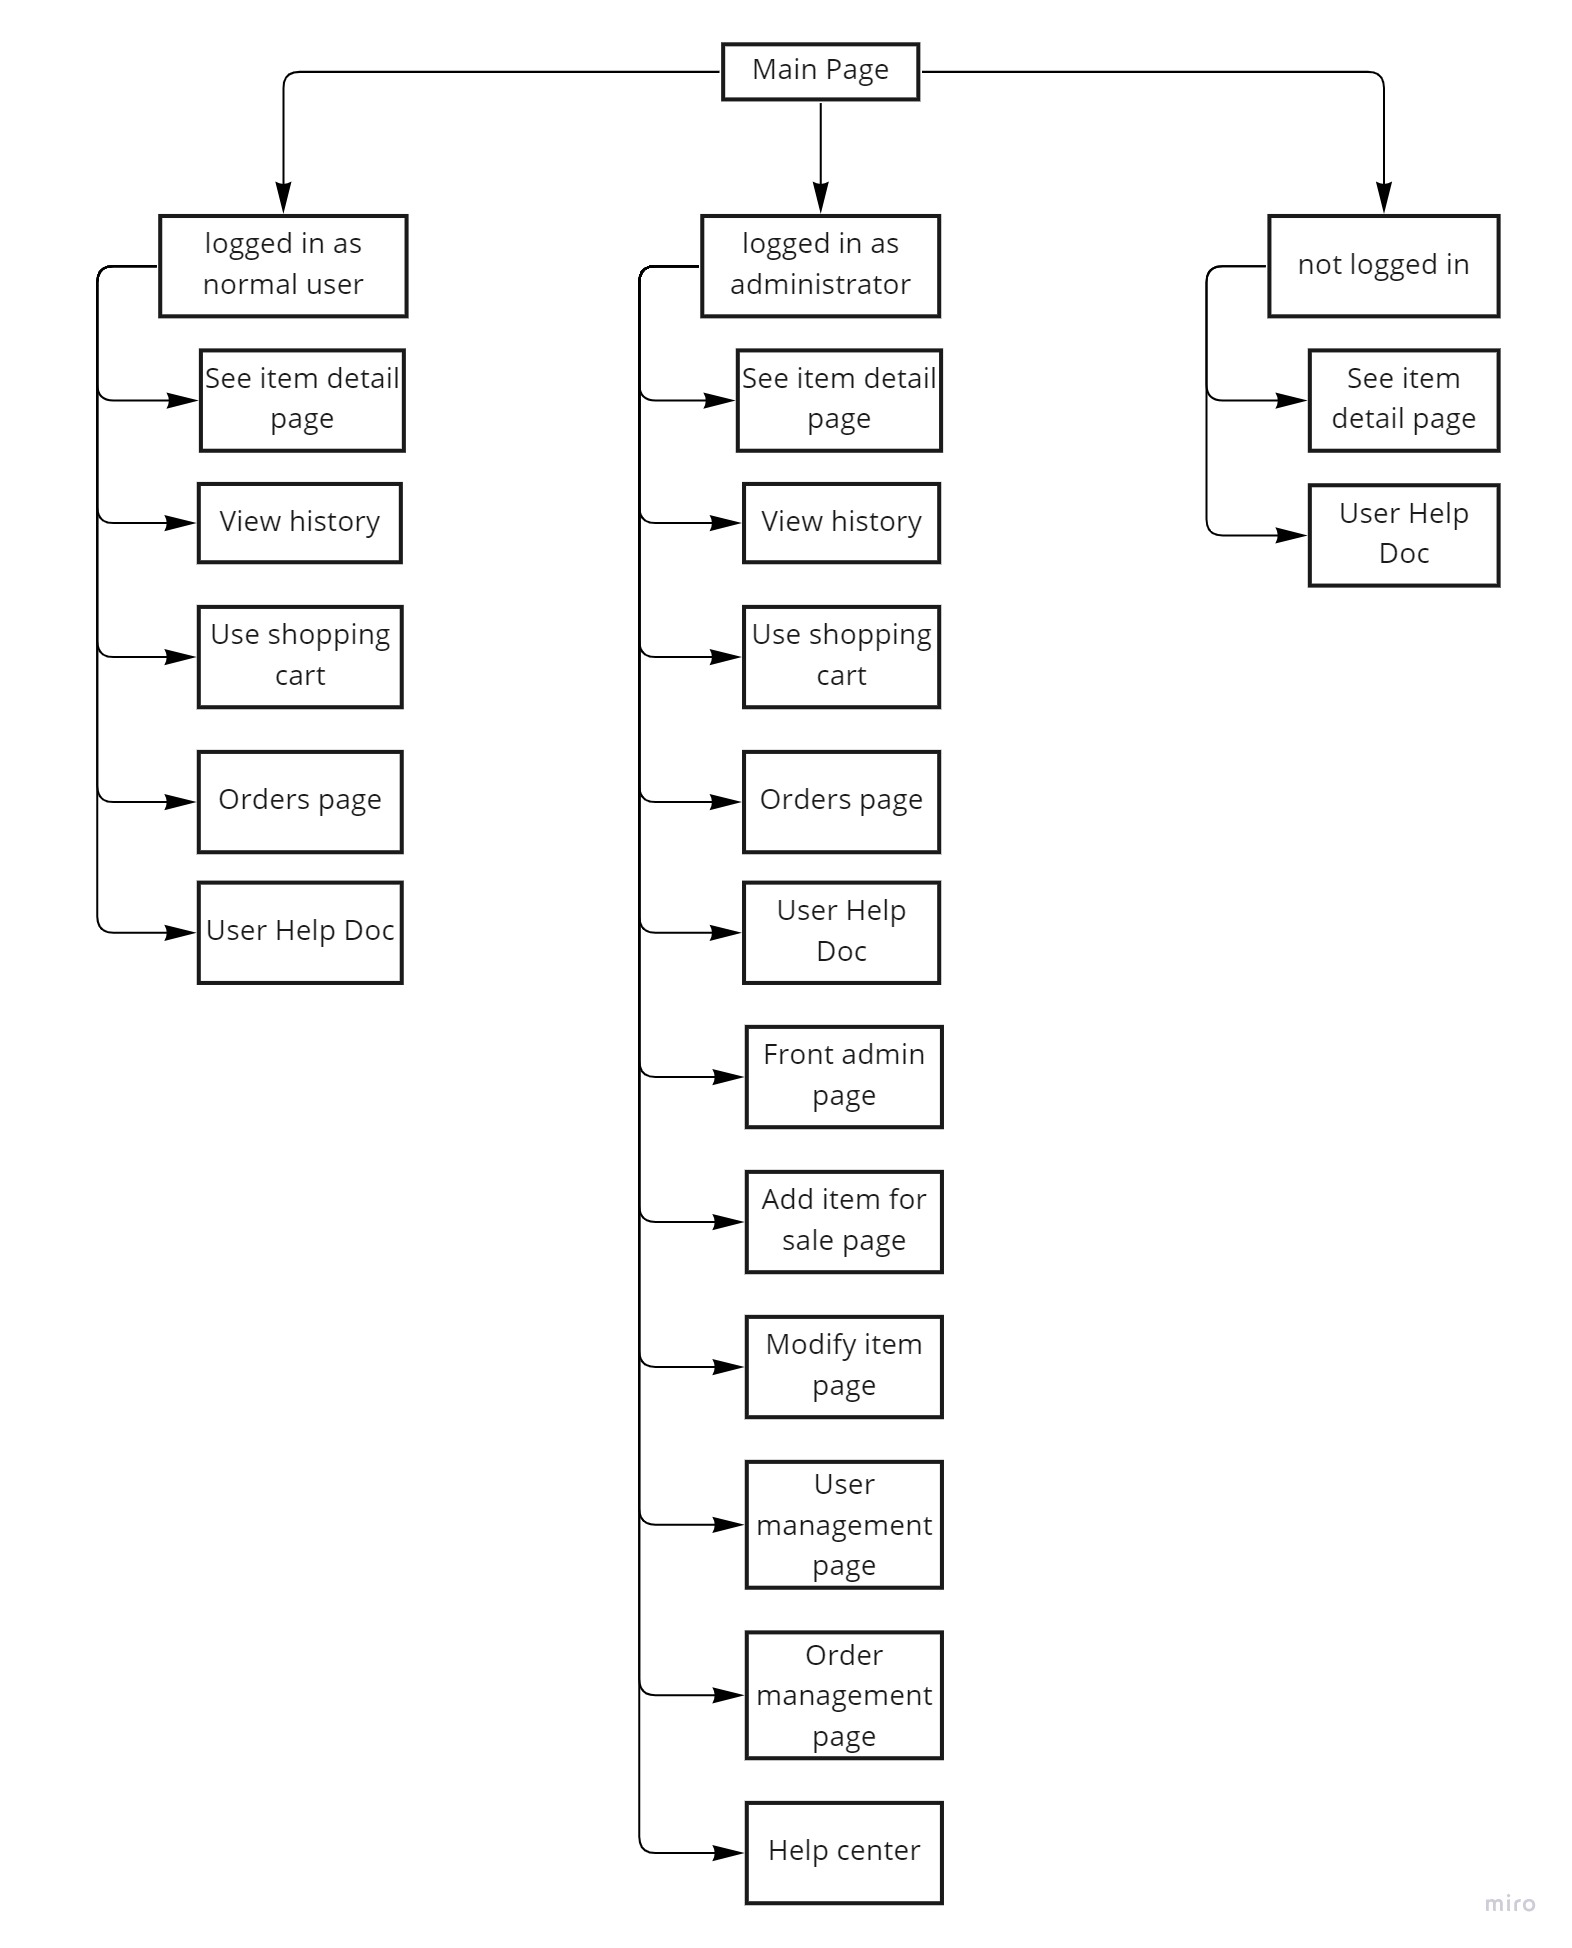 Main Page
logged in as
normal user
See item detail
page
View history
Use shopping
cart
Orders page
User Help Doc
logged in as
administrator
See item detail
page
View history
Use shopping
cart
Orders page
User Help
Doc
Front admin
page
Add item for
sale page
Modify item
page
User
management
page
Order
management
page
Help center
not logged in
See item
detail page
User Help
Doc
miro